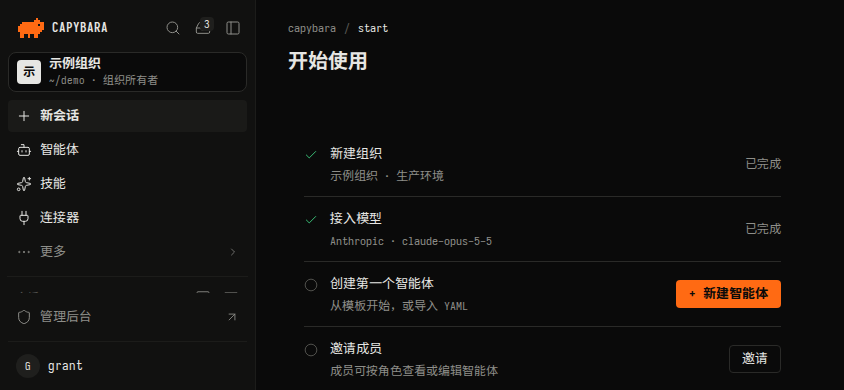 CAPYBARA
3
示
示例组织
~/demo · 组织所有者
新会话
智能体
技能
连接器
更多
管理后台
G
grant
capybara / start
开始使用
新建组织
示例组织 · 生产环境
已完成
接入模型
Anthropic · claude-opus-5-5
已完成
创建第一个智能体
从模板开始，或导入 YAML
+ 新建智能体
邀请成员
成员可按角色查看或编辑智能体
邀请